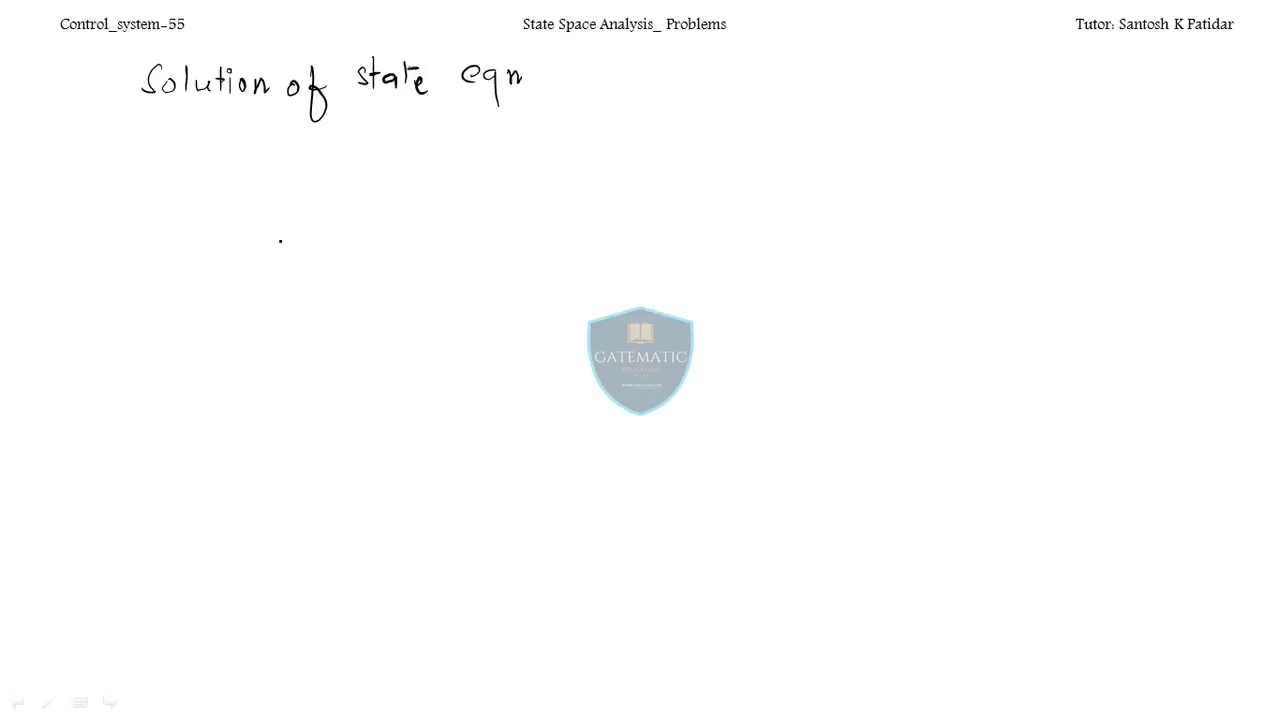 Control_system-55 State Space Analysis_ Problems Tutor: Santosh K Patidar
Solution of state eqn
GATEMATIC